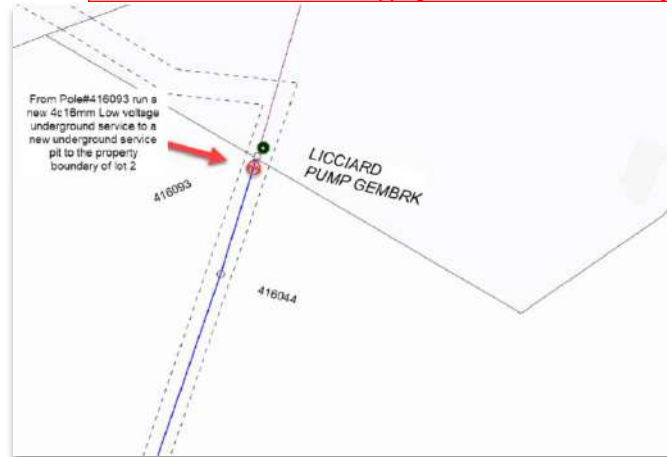 From Pole#416093 run a
new 4c16mm Low voltage
underground service to a
new underground service
pit to the property
boundary of lot 2
LICCIARD
PUMP GEMBRK
416093
416044